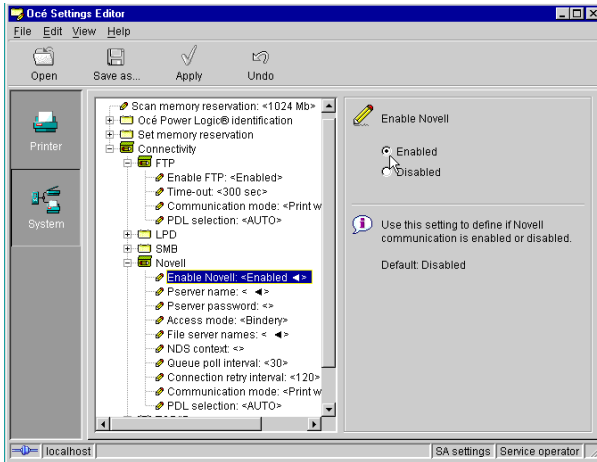 Océ Settings Editor
File Edit View Help
Open Save as... Apply Undo
Printer
System
Scan memory reservation: <1024 Mb>
Océ Power Logic® identification
Set memory reservation
Connectivity
FTP
Enable FTP: <Enabled>
Time-out: <300 sec>
Communication mode: <Print w
PDL selection: <AUTO>
LPD
SMB
Novell
Enable Novell: <Enabled ◄>
Pserver name: < ◄>
Pserver password: <>
Access mode: <Bindery>
File server names: < ◄>
NDS context: <>
Queue poll interval: <30>
Connection retry interval: <120>
Communication mode: <Print w
PDL selection: <AUTO>
Enable Novell
Enabled
Disabled
Use this setting to define if Novell
communication is enabled or disabled.
Default: Disabled
localhost SA settings Service operator